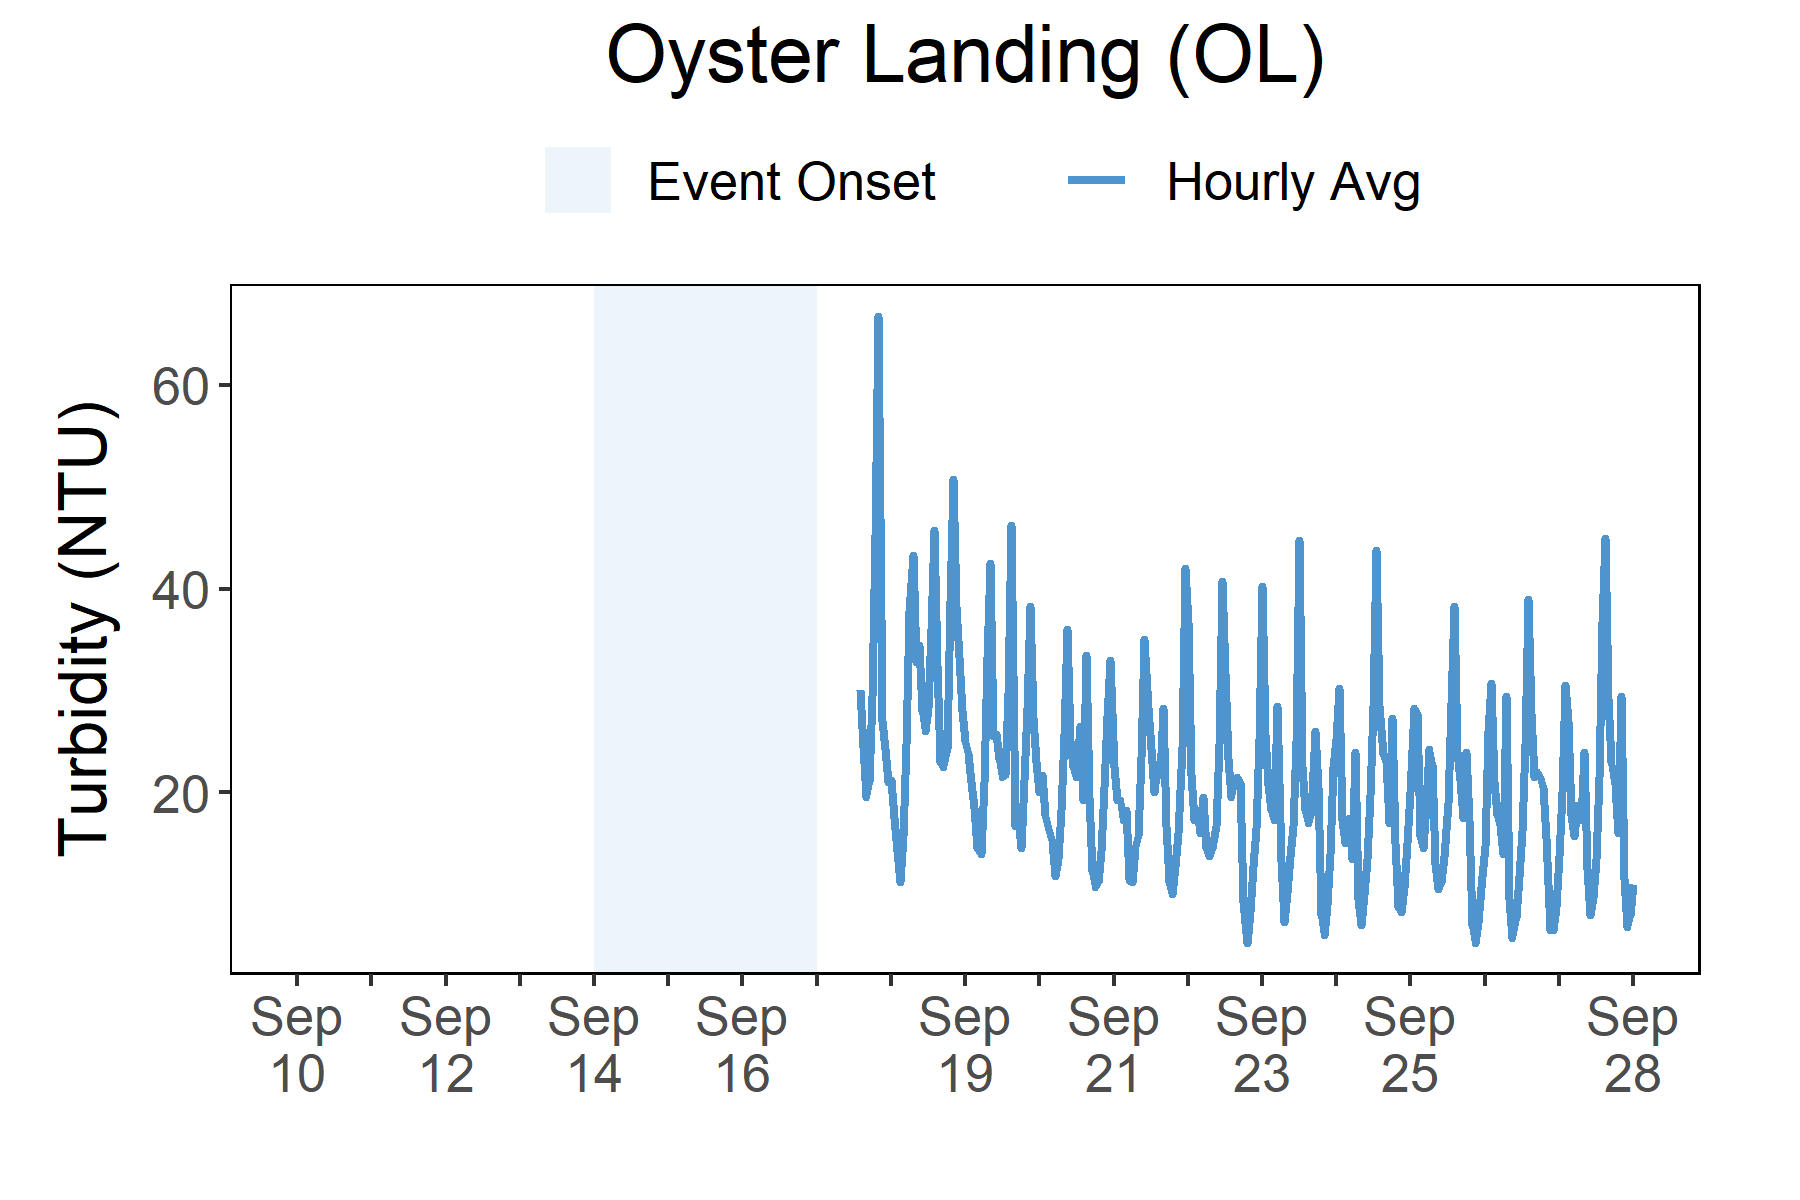 Oyster Landing (OL)
Event Onset Hourly Avg
Turbidity (NTU)
60
40
20
Sep 10
Sep 12
Sep 14
Sep 16
Sep 19
Sep 21
Sep 23
Sep 25
Sep 28